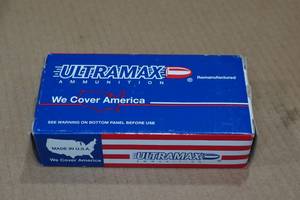 ULTRAMAX
AMMUNITION
® Remanufactured
We Cover America
SEE WARNING ON BOTTOM PANEL BEFORE USE
MADE IN U.S.A.
We Cover America
ULTRAMAX
AMMUNITION